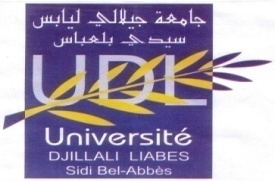 جامعة جيلالي ليابس
سيدي بلعباس
UDL
Université
DJILLALI LIABES
Sidi Bel-Abbès